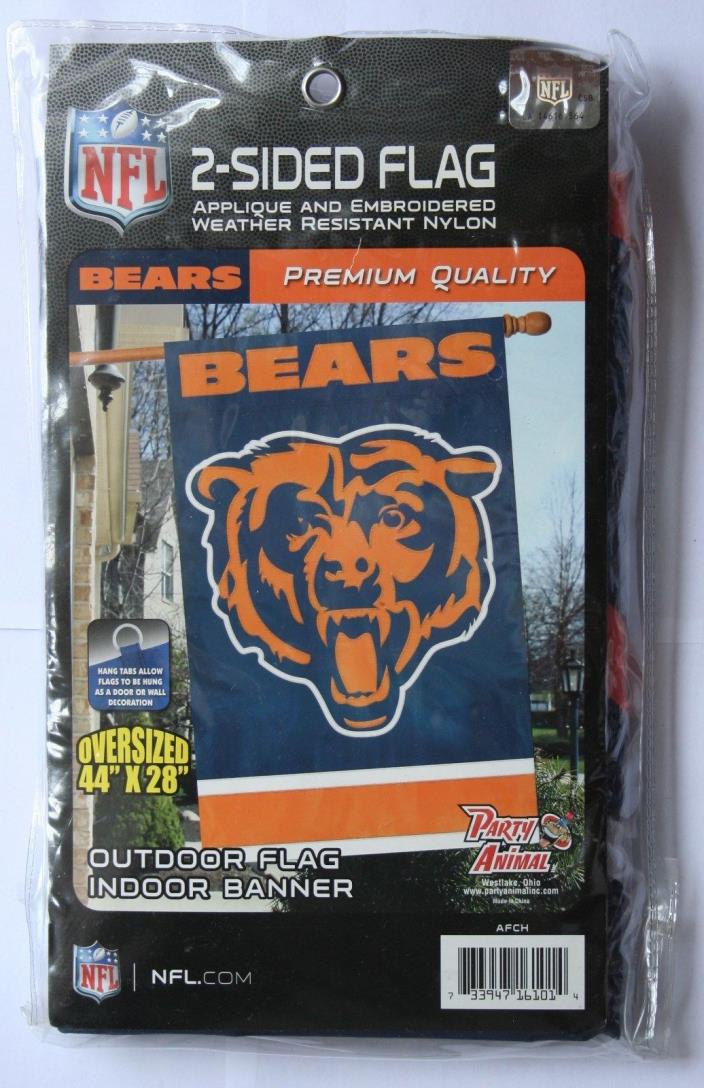 NFL
CSB
NFL
2-SIDED FLAG
APPLIQUE AND EMBROIDERED
WEATHER RESISTANT NYLON
BEARS PREMIUM QUALITY
BEARS
HANG TABS ALLOW
FLAGS TO BE HUNG
AS A DOOR OR WALL
DECORATION
OVERSIZED
44" X 28"
PARTY
ANIMAL
Westlake, Ohio
www.partyanimalinc.com
Made in China
OUTDOOR FLAG
INDOOR BANNER
AFCH
NFL | NFL.COM
7 33947 16101 4